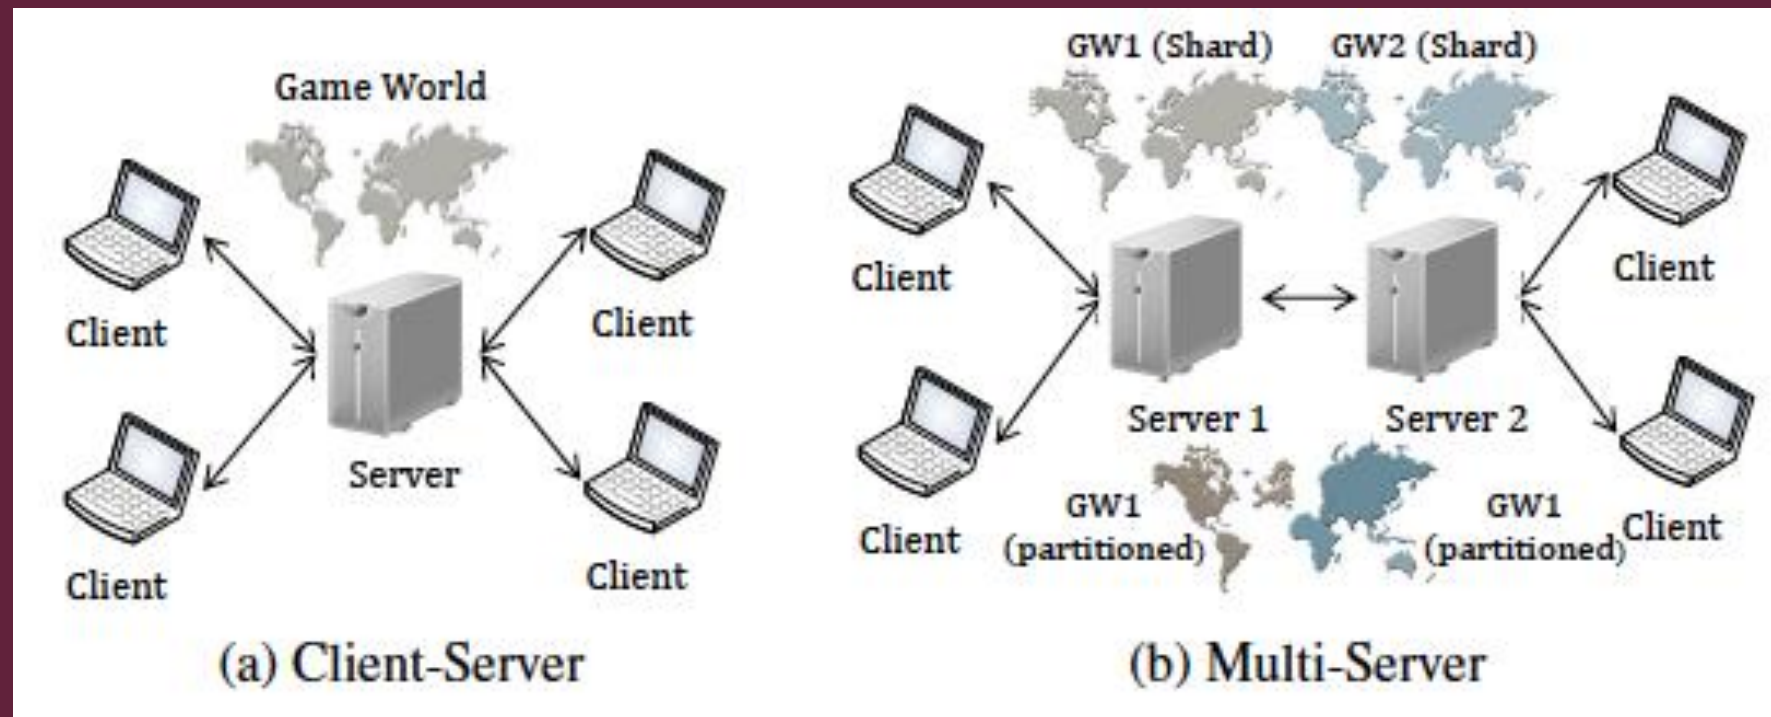 Game World
Client
Client
Server
Client
Client
(a) Client-Server
GW1 (Shard)
GW2 (Shard)
Client
Client
Server 1
Server 2
Client
GW1
(partitioned)
GW1
(partitioned)
Client
(b) Multi-Server